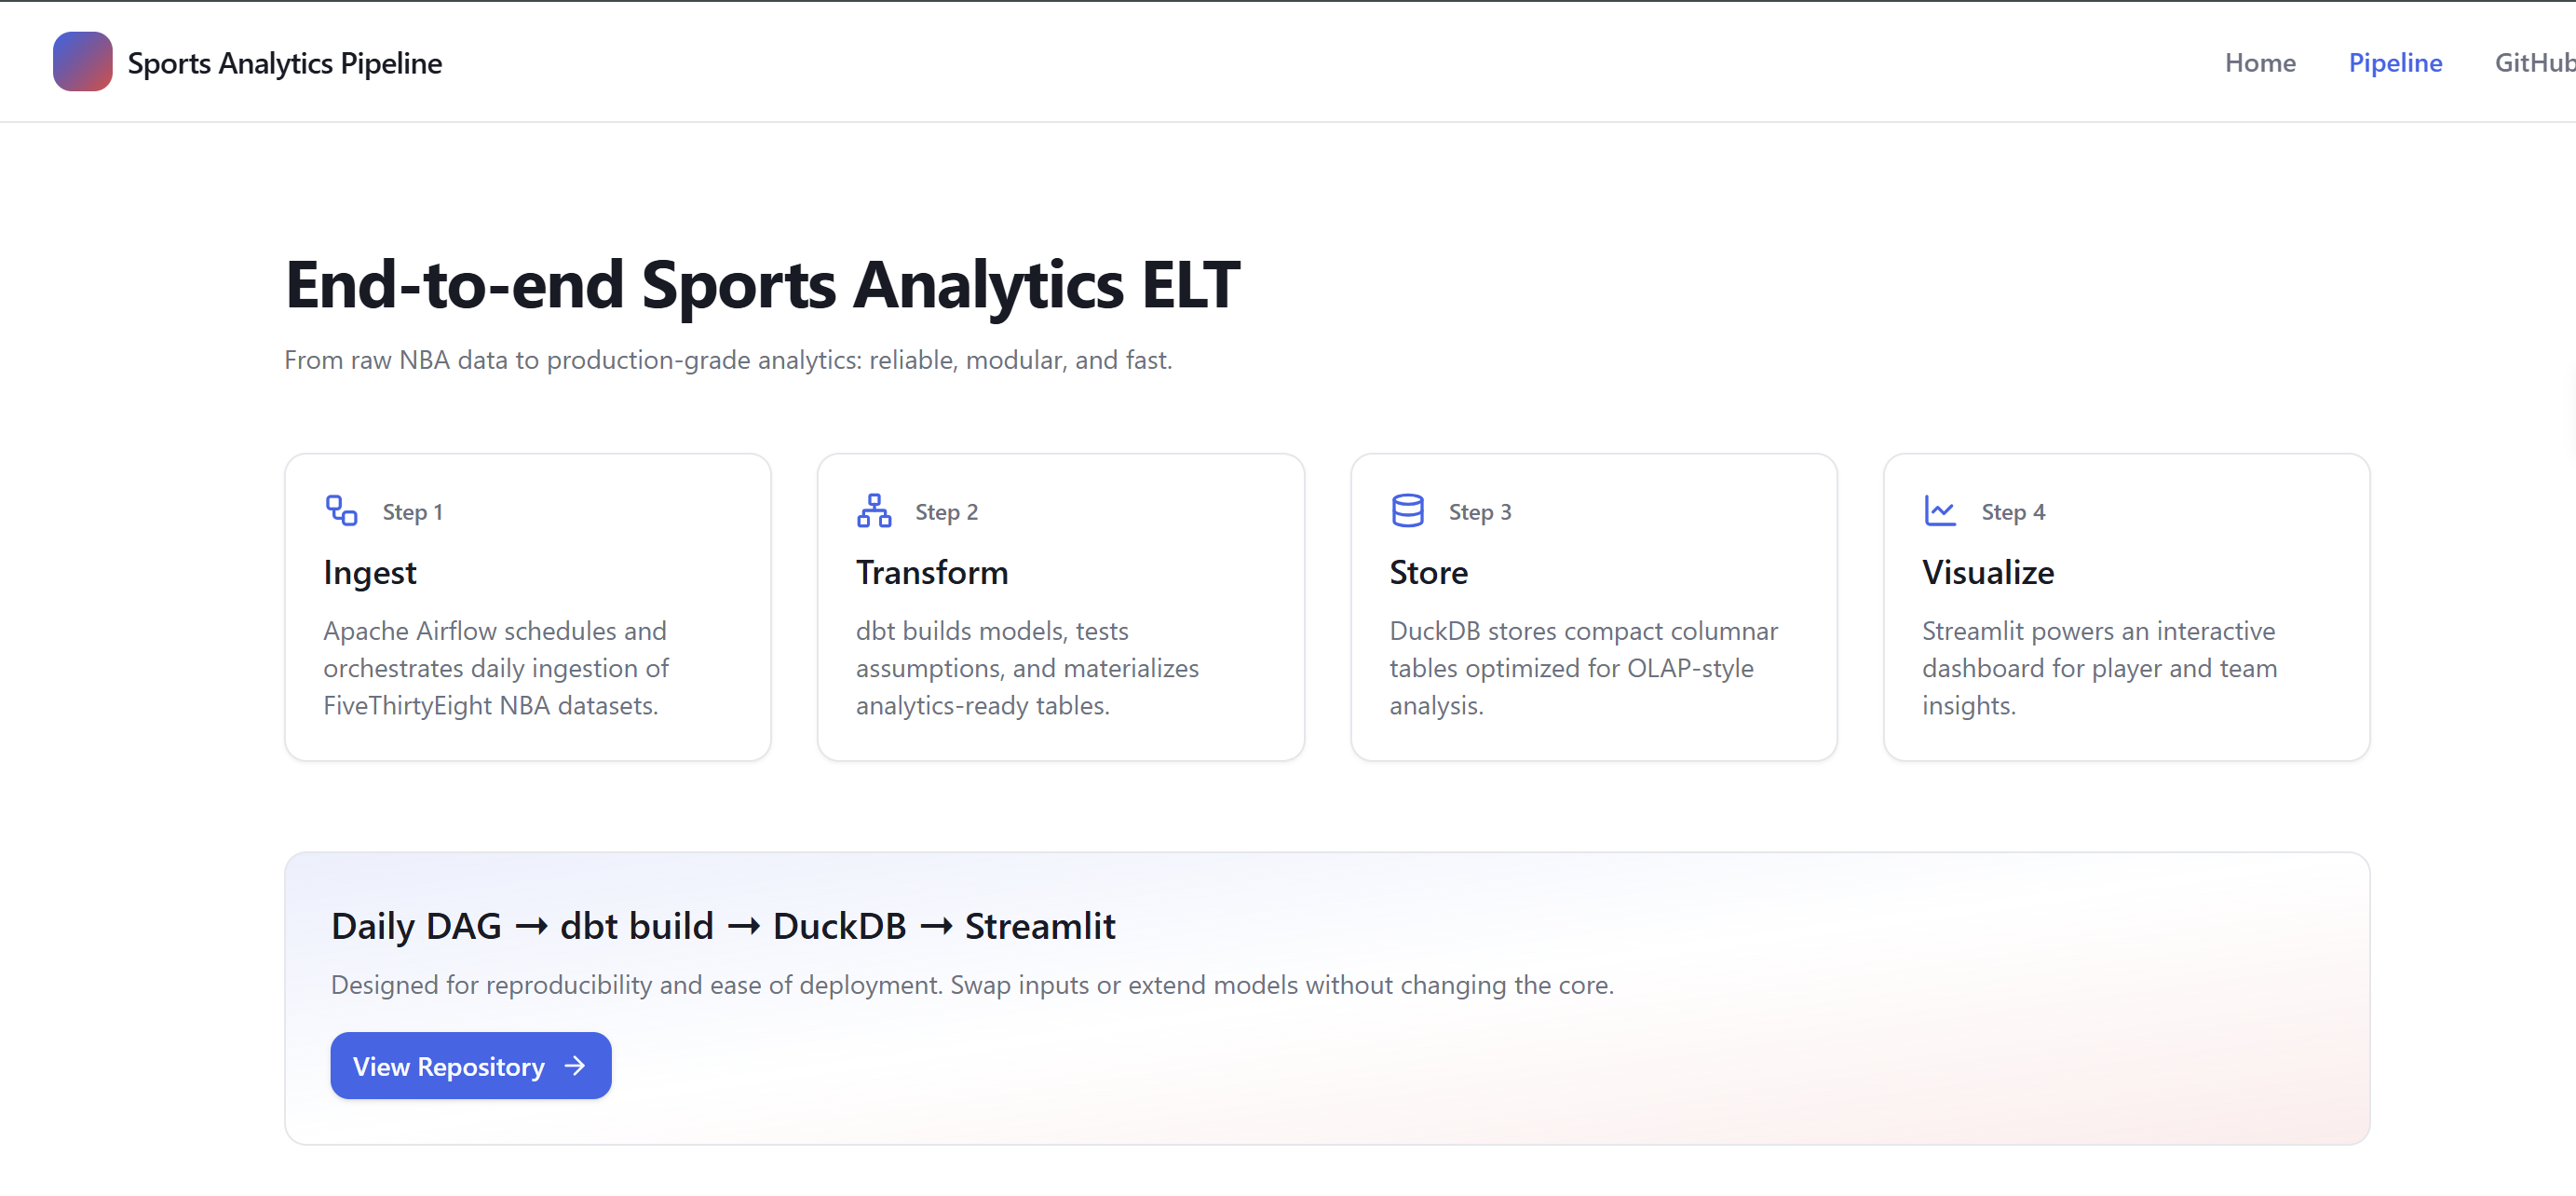 Sports Analytics Pipeline
Home Pipeline GitHub
End-to-end Sports Analytics ELT
From raw NBA data to production-grade analytics: reliable, modular, and fast.
Step 1
Ingest
Apache Airflow schedules and
orchestrates daily ingestion of
FiveThirtyEight NBA datasets.
Step 2
Transform
dbt builds models, tests
assumptions, and materializes
analytics-ready tables.
Step 3
Store
DuckDB stores compact columnar
tables optimized for OLAP-style
analysis.
Step 4
Visualize
Streamlit powers an interactive
dashboard for player and team
insights.
Daily DAG → dbt build → DuckDB → Streamlit
Designed for reproducibility and ease of deployment. Swap inputs or extend models without changing the core.
View Repository →